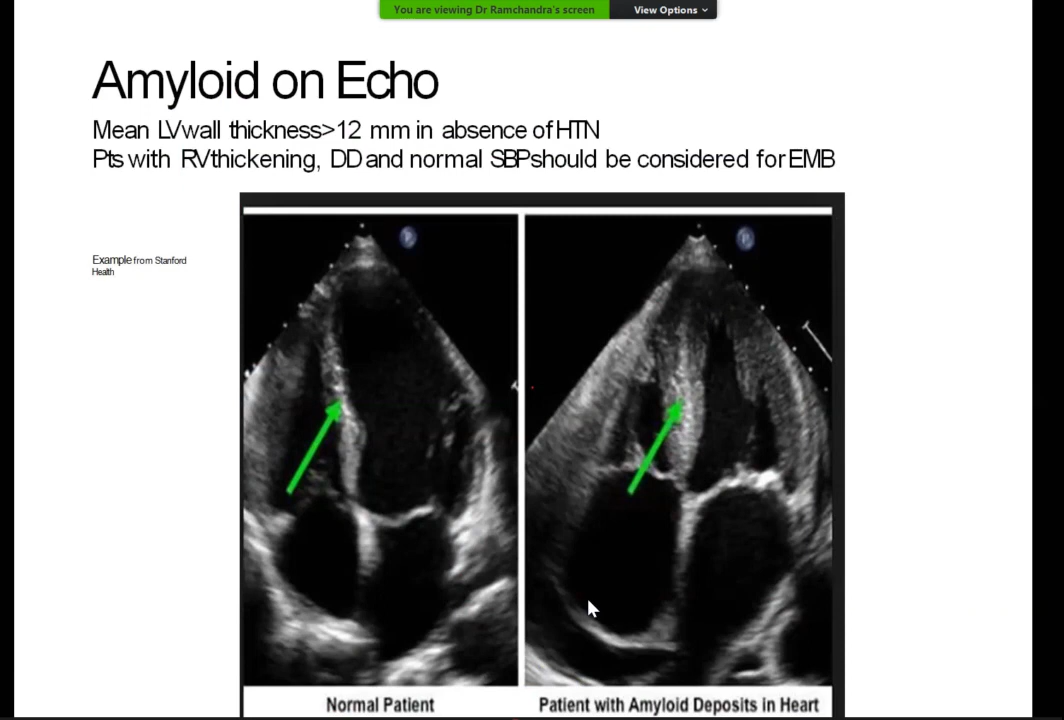 You are viewing Dr Ramchandra's screen
View Options
Amyloid on Echo
Mean LV wall thickness>12 mm in absence of HTN
Pts with RV thickening, DD and normal SBP should be considered for EMB
Example from Stanford
Health
Normal Patient
Patient with Amyloid Deposits in Heart